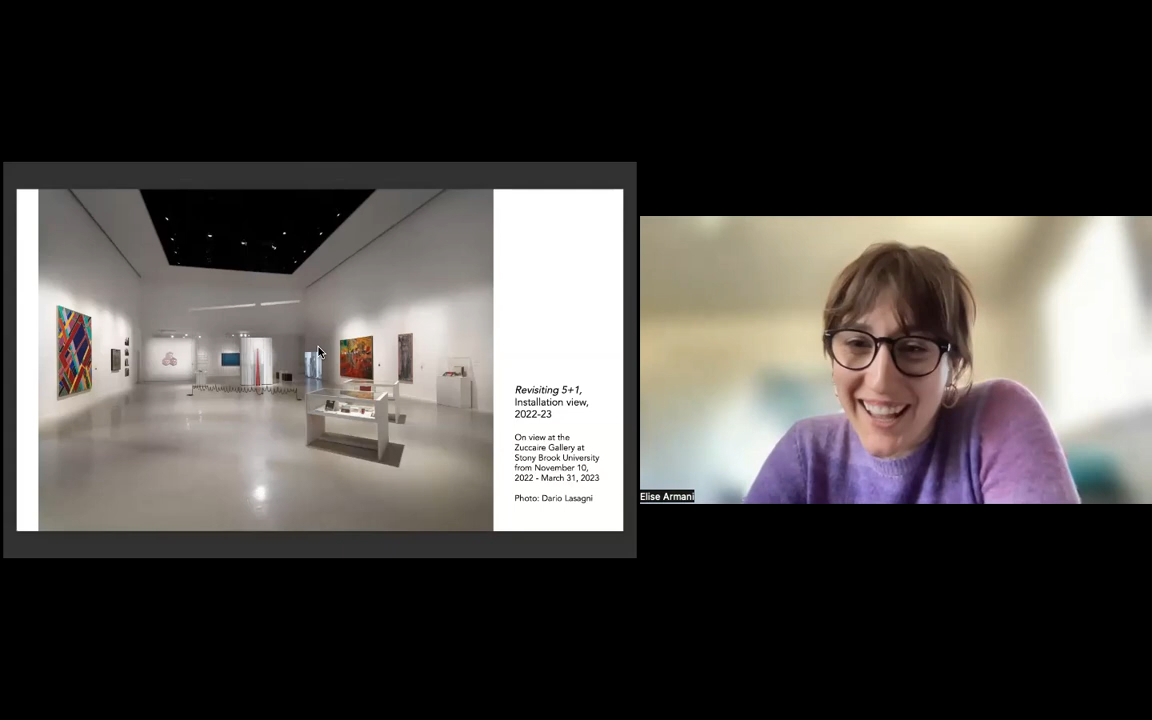 Revisiting 5+1,
Installation view,
2022-23
On view at the
Zuccaire Gallery at
Stony Brook University
from November 10,
2022 - March 31, 2023
Photo: Dario Lasagni
Elise Armani